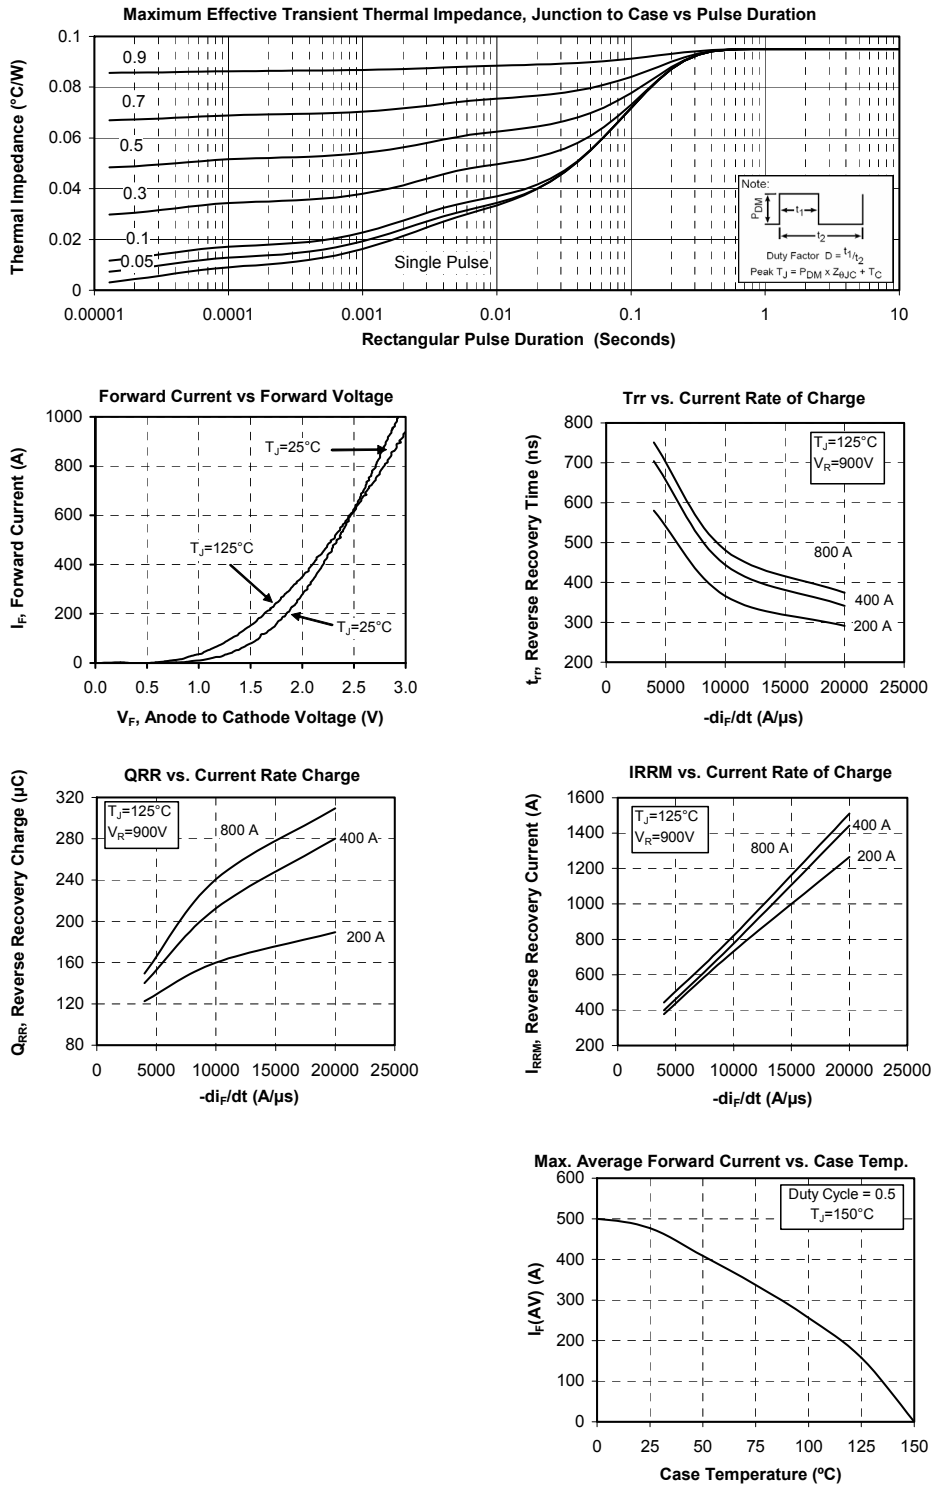 Maximum Effective Transient Thermal Impedance, Junction to Case vs Pulse Duration
Thermal Impedance (°C/W)
0.1
0.08
0.06
0.04
0.02
0
0.9
0.7
0.5
0.3
0.1
0.05
Single Pulse
Note:
PDM
t1
t2
Duty Factor D = t1/t2
Peak TJ = PDM x ZθJC + TC
0.00001 0.0001 0.001 0.01 0.1 1 10
Rectangular Pulse Duration (Seconds)
Forward Current vs Forward Voltage
IF, Forward Current (A)
1000
800
600
400
200
0
TJ=25°C
TJ=125°C
TJ=25°C
0.0 0.5 1.0 1.5 2.0 2.5 3.0
VF, Anode to Cathode Voltage (V)
Trr vs. Current Rate of Charge
trr, Reverse Recovery Time (ns)
800
700
600
500
400
300
200
TJ=125°C
VR=900V
800 A
400 A
200 A
0 5000 10000 15000 20000 25000
-diF/dt (A/µs)
QRR vs. Current Rate Charge
QRR, Reverse Recovery Charge (µC)
320
280
240
200
160
120
80
TJ=125°C
VR=900V
800 A
400 A
200 A
0 5000 10000 15000 20000 25000
-diF/dt (A/µs)
IRRM vs. Current Rate of Charge
IRRM, Reverse Recovery Current (A)
1600
1400
1200
1000
800
600
400
200
TJ=125°C
VR=900V
800 A
400 A
200 A
0 5000 10000 15000 20000 25000
-diF/dt (A/µs)
Max. Average Forward Current vs. Case Temp.
IF(AV) (A)
600
500
400
300
200
100
0
Duty Cycle = 0.5
TJ=150°C
0 25 50 75 100 125 150
Case Temperature (ºC)